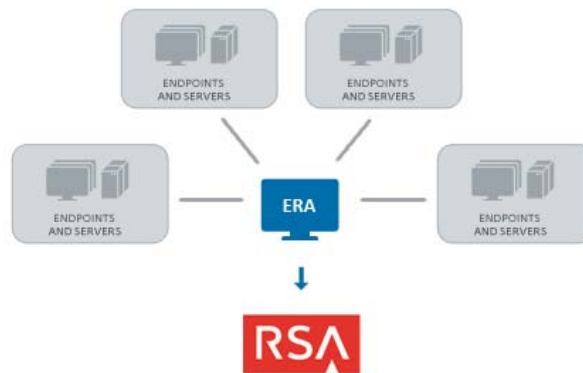 ENDPOINTS
AND SERVERS
ENDPOINTS
AND SERVERS
ENDPOINTS
AND SERVERS
ERA
ENDPOINTS
AND SERVERS
RSA